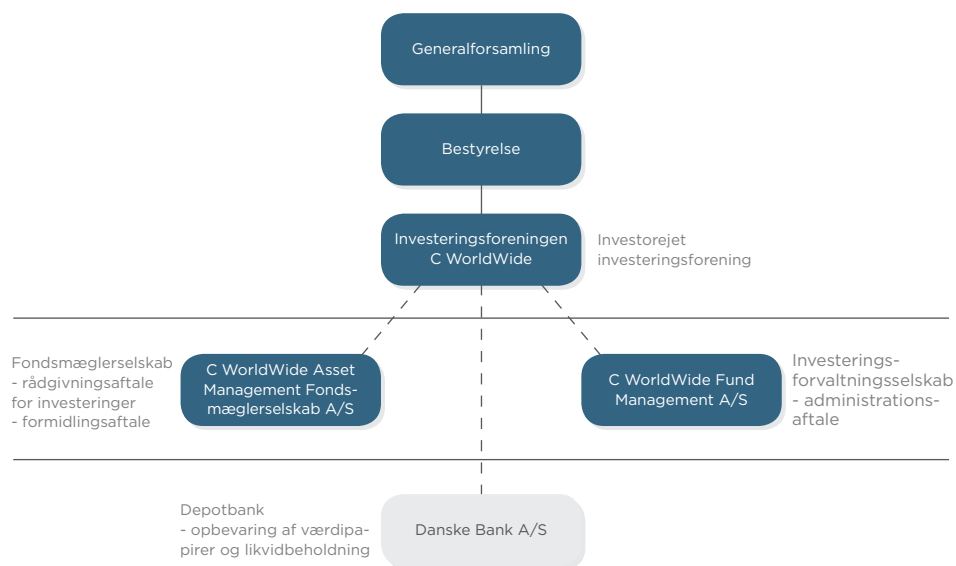 Generalforsamling
Bestyrelse
Investeringsforeningen
C WorldWide
Investorejet
investeringsforening
Fondsmæglerselskab
- rådgivningsaftale
for investeringer
- formidlingsaftale
C WorldWide Asset
Management Fonds-
mæglerselskab A/S
C WorldWide Fund
Management A/S
Investerings-
forvaltningsselskab
- administrations-
aftale
Depotbank
- opbevaring af værdipa-
pirer og likvidbeholdning
Danske Bank A/S